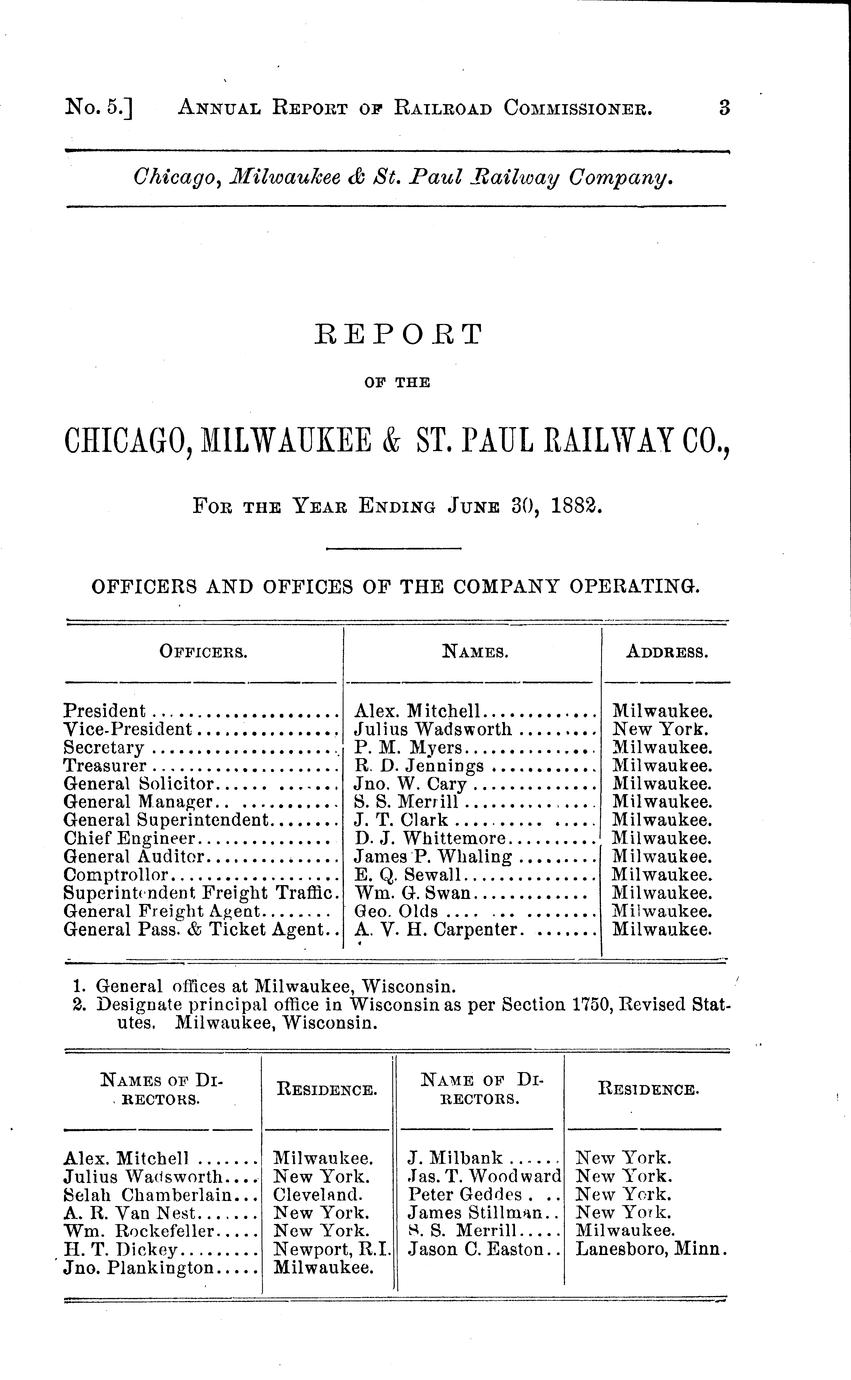 No. 5.] ANNUAL REPORT OF RAILROAD COMMISSIONER. 3
Chicago, Milwaukee & St. Paul Railway Company.
REPORT
OF THE
CHICAGO, MILWAUKEE & ST. PAUL RAILWAY CO.,
FOR THE YEAR ENDING JUNE 30, 1882.
OFFICERS AND OFFICES OF THE COMPANY OPERATING.
OFFICERS. NAMES. ADDRESS.
President .................... Alex. Mitchell............. Milwaukee.
Vice-President ................ Julius Wadsworth ......... New York.
Secretary ..................... P. M. Myers............... Milwaukee.
Treasurer ..................... R. D. Jennings ............ Milwaukee.
General Solicitor...... ....... Jno. W. Cary .............. Milwaukee.
General Manager.. ........... S. S. Merrill ............... Milwaukee.
General Superintendent........ J. T. Clark .......... ..... Milwaukee.
Chief Engineer............... D. J. Whittemore.......... Milwaukee.
General Auditor............... James P. Whaling ......... Milwaukee.
Comptrollor................... E. Q. Sewall............... Milwaukee.
Superintendent Freight Traffic. Wm. G. Swan............. Milwaukee.
General Freight Agent........ Geo. Olds .... ... ........ Milwaukee.
General Pass. & Ticket Agent.. A. V. H. Carpenter. ....... Milwaukee.
1. General offices at Milwaukee, Wisconsin.
2. Designate principal office in Wisconsin as per Section 1750, Revised Stat-
utes. Milwaukee, Wisconsin.
NAMES OF DI- RESIDENCE. NAME OF DI- RESIDENCE.
RECTORS. RECTORS.
Alex. Mitchell ....... Milwaukee. J. Milbank ...... New York.
Julius Wadsworth.... New York. Jas. T. Woodward New York.
Selah Chamberlain... Cleveland. Peter Geddes . .. New York.
A. R. Van Nest....... New York. James Stillman.. New York.
Wm. Rockefeller..... New York. S. S. Merrill..... Milwaukee.
H. T. Dickey......... Newport, R.I. Jason C. Easton.. Lanesboro, Minn.
Jno. Plankington..... Milwaukee.